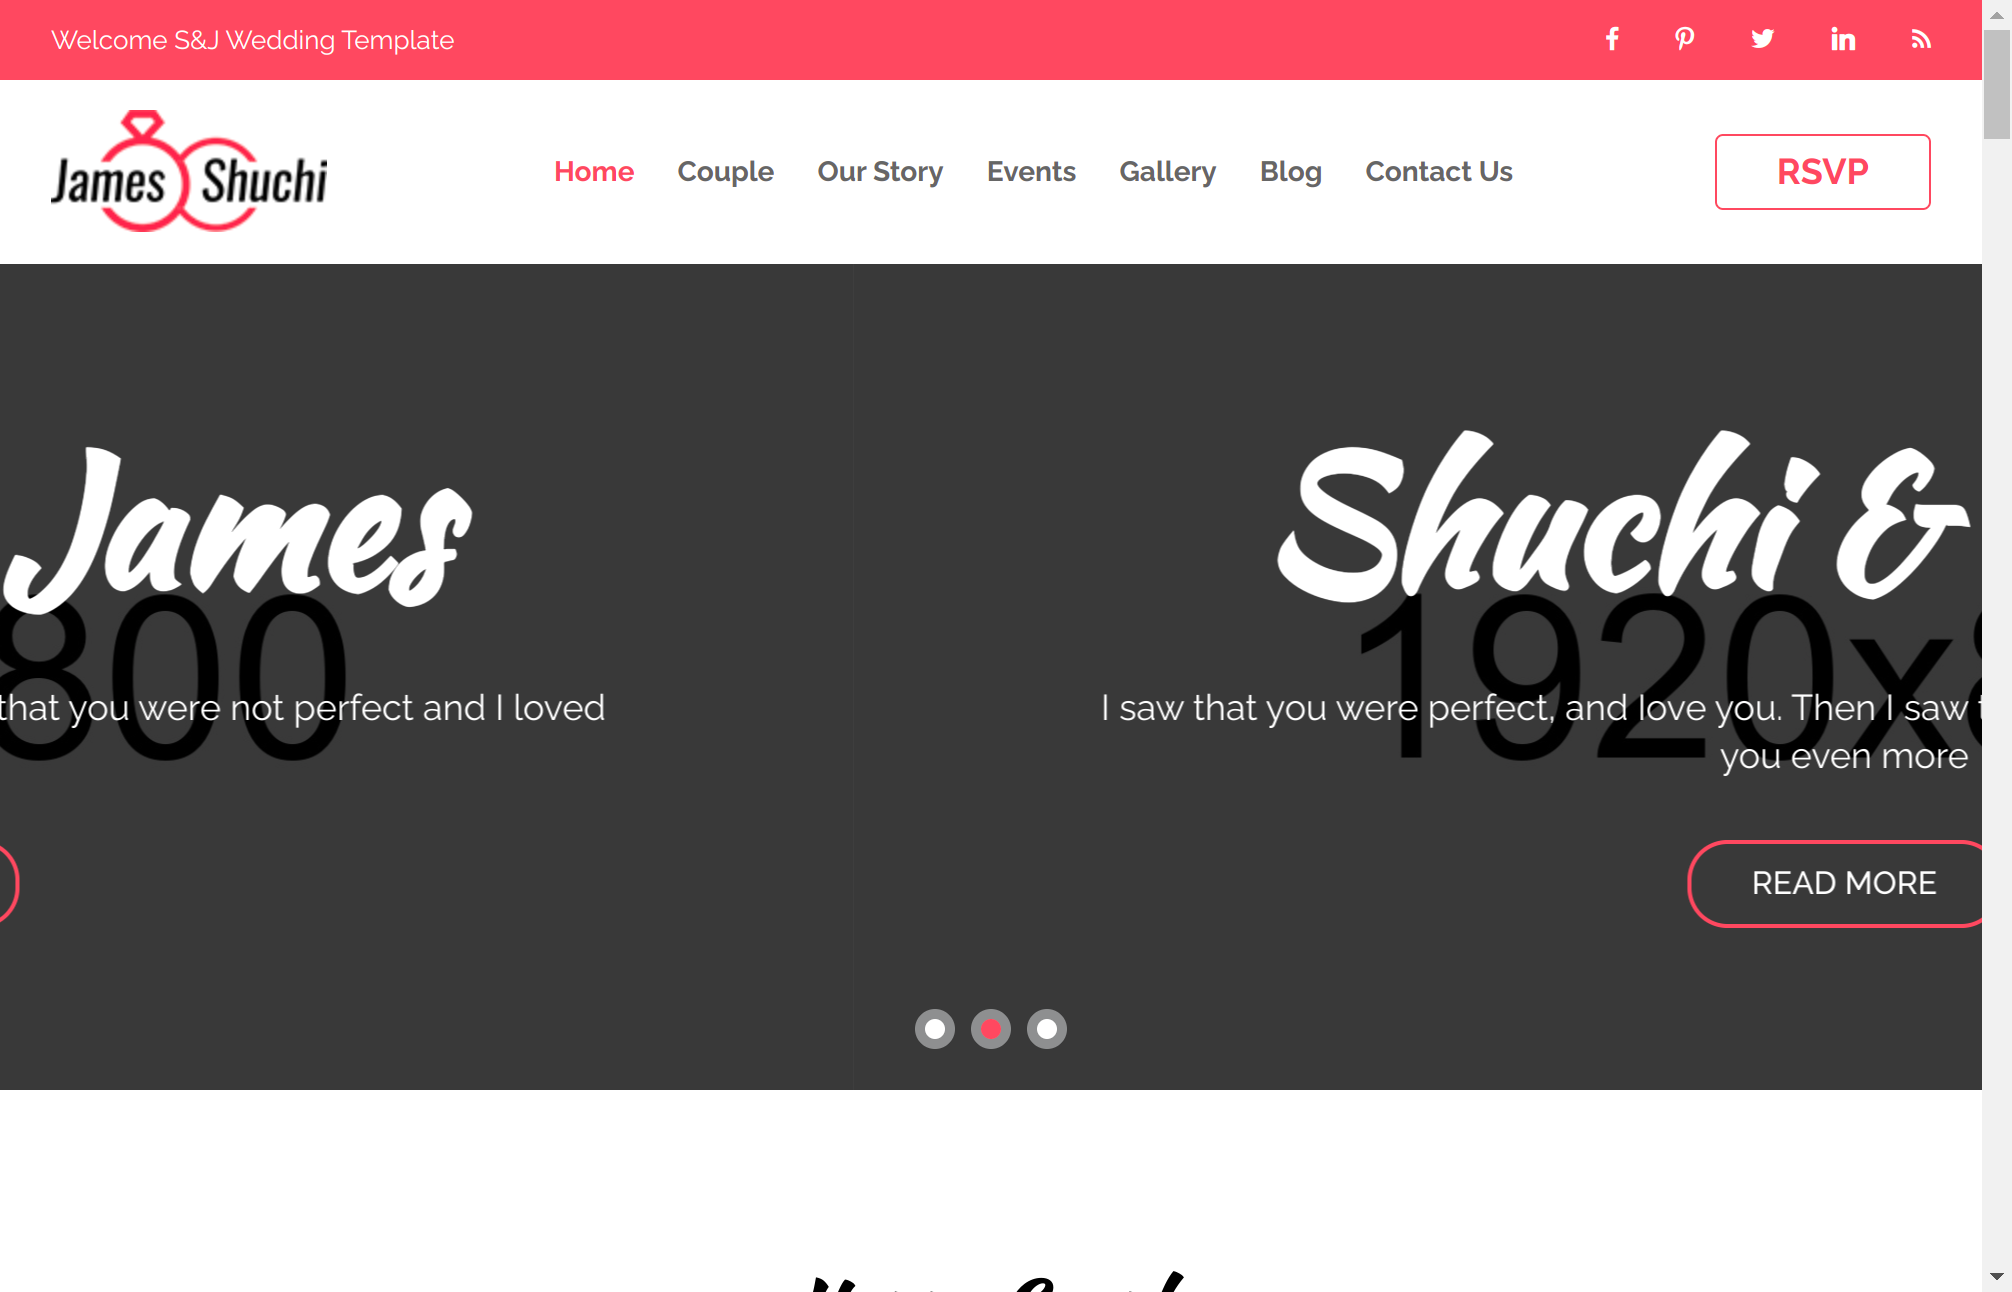 Welcome S&J Wedding Template
James Shuchi
Home Couple Our Story Events Gallery Blog Contact Us
RSVP
James
800
that you were not perfect and I loved
Shuchi &
1920x
I saw that you were perfect, and love you. Then I saw
you even more
READ MORE